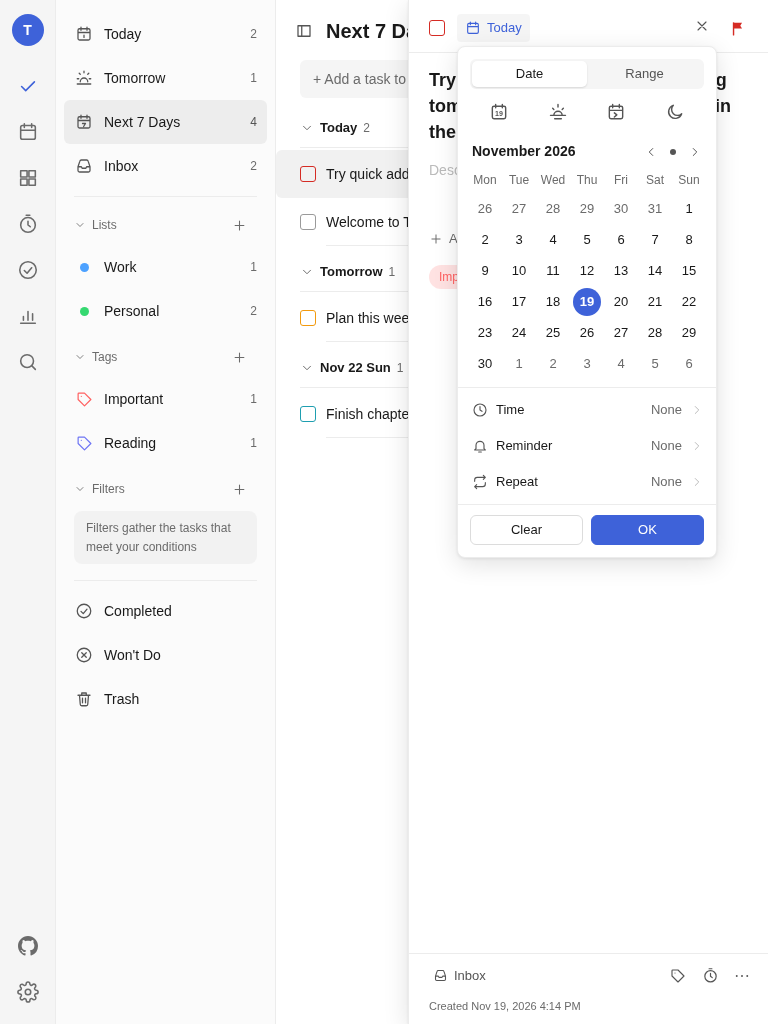 T
Today 2
Tomorrow 1
Next 7 Days 4
Inbox 2
Lists
Work 1
Personal 2
Tags
Important 1
Reading 1
Filters
Filters gather the tasks that
meet your conditions
Completed
Won't Do
Trash
Next 7 Da
+ Add a task to
Today 2
Try quick add
Welcome to T
Tomorrow 1
Plan this wee
Nov 22 Sun 1
Finish chapte
Today
Try g
tom in
the
Desc
A
Imp
Date Range
19
November 2026
Mon Tue Wed Thu Fri Sat Sun
26 27 28 29 30 31 1
2 3 4 5 6 7 8
9 10 11 12 13 14 15
16 17 18 19 20 21 22
23 24 25 26 27 28 29
30 1 2 3 4 5 6
Time None
Reminder None
Repeat None
Clear OK
Inbox
Created Nov 19, 2026 4:14 PM